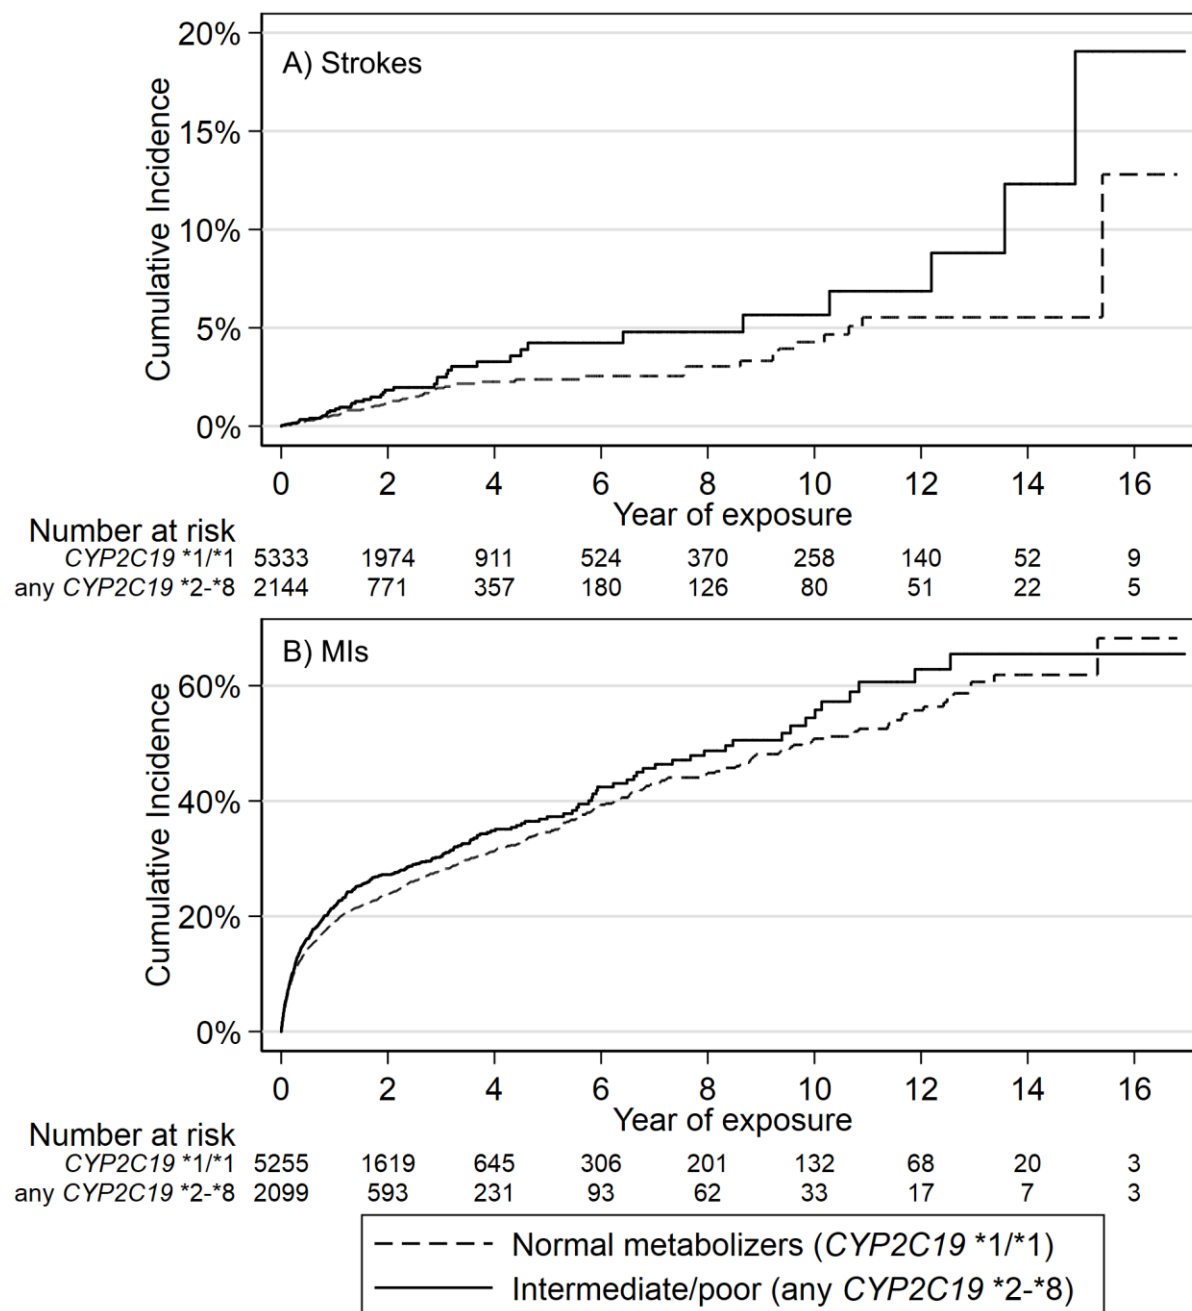 20%
A) Strokes
15%
10%
5%
0%
Cumulative Incidence
0 2 4 6 8 10 12 14 16
Year of exposure
Number at risk
CYP2C19 *1/*1 5333 1974 911 524 370 258 140 52 9
any CYP2C19 *2-*8 2144 771 357 180 126 80 51 22 5
B) MIs
60%
40%
20%
0%
Cumulative Incidence
0 2 4 6 8 10 12 14 16
Year of exposure
Number at risk
CYP2C19 *1/*1 5255 1619 645 306 201 132 68 20 3
any CYP2C19 *2-*8 2099 593 231 93 62 33 17 7 3
Normal metabolizers (CYP2C19 *1/*1)
Intermediate/poor (any CYP2C19 *2-*8)